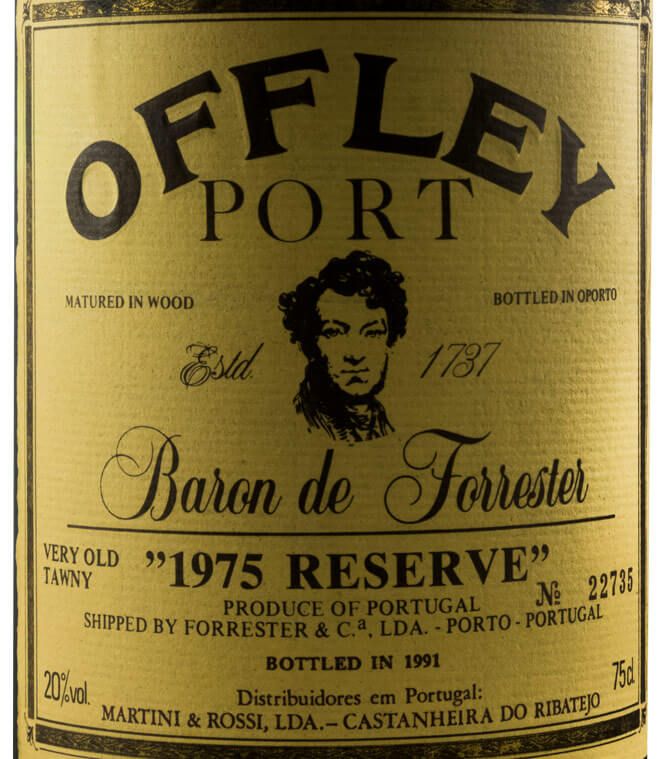 OFFLEY
PORT
MATURED IN WOOD
BOTTLED IN OPORTO
Estd. 1737
Baron de Forrester
VERY OLD
TAWNY
”1975 RESERVE”
Nº 22735
PRODUCE OF PORTUGAL
SHIPPED BY FORRESTER & C.ª, LDA. - PORTO - PORTUGAL
BOTTLED IN 1991
20%vol.
75cl
Distribuidores em Portugal:
MARTINI & ROSSI, LDA. – CASTANHEIRA DO RIBATEJO